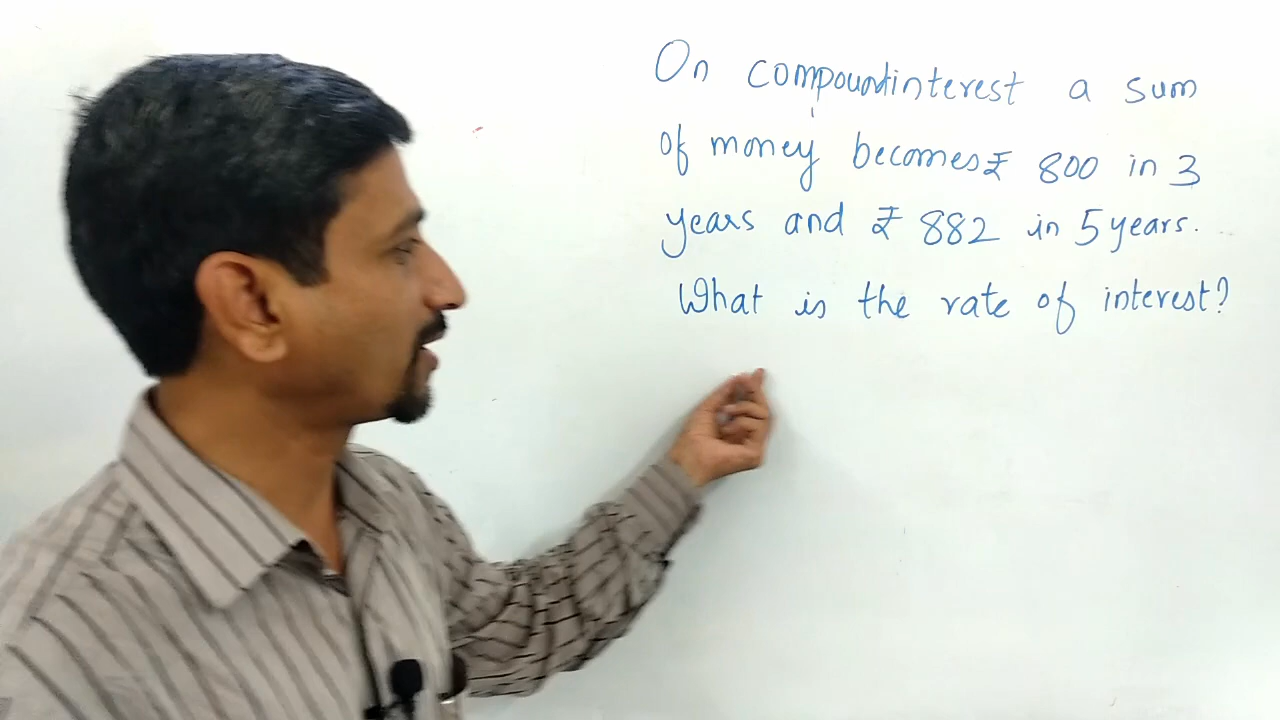 On compound interest a sum
of money becomes ₹ 800 in 3
years and ₹ 882 in 5 years.
What is the rate of interest?